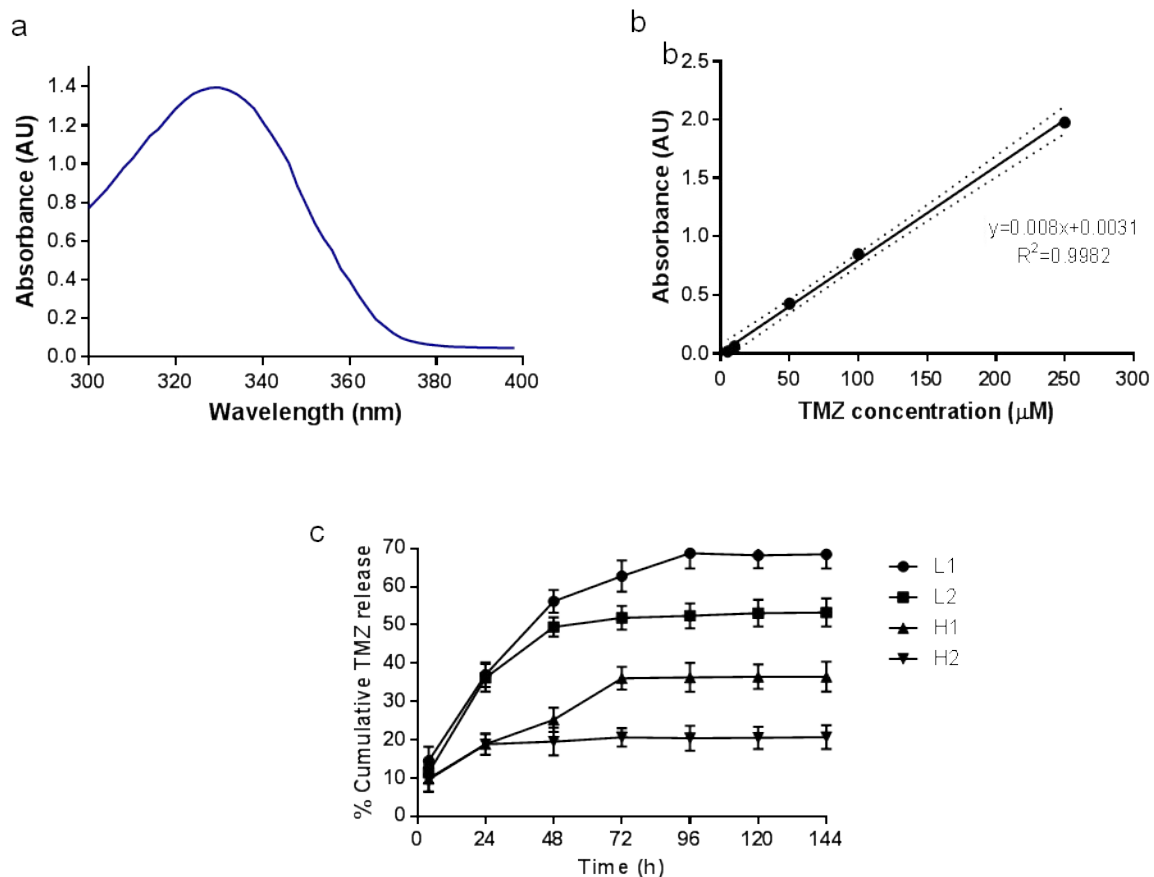 a
Absorbance (AU)
1.4
1.2
1.0
0.8
0.6
0.4
0.2
0.0
300 320 340 360 380 400
Wavelength (nm)
b
b
Absorbance (AU)
2.5
2.0
1.5
1.0
0.5
0.0
y=0.008x+0.0031
R²=0.9982
0 50 100 150 200 250 300
TMZ concentration (μM)
c
% Cumulative TMZ release
70
60
50
40
30
20
10
0
0 24 48 72 96 120 144
Time (h)
L1
L2
H1
H2